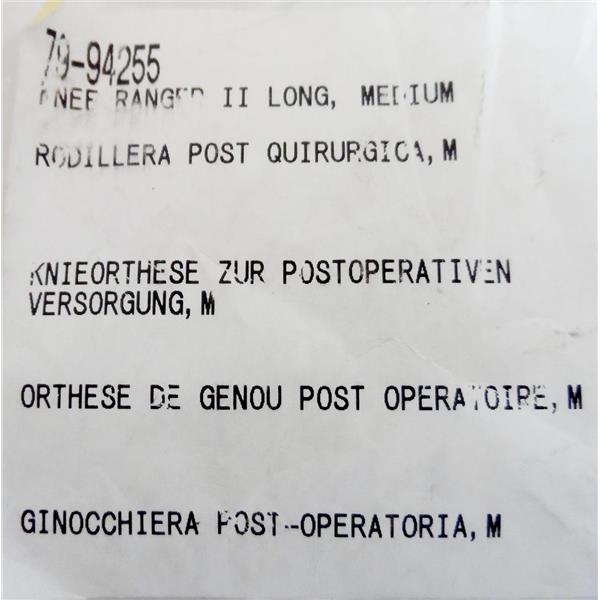 79-94255
KNEE RANGER II LONG, MEDIUM
RODILLERA POST QUIRURGICA, M
KNIEORTHESE ZUR POSTOPERATIVEN
VERSORGUNG, M
ORTHESE DE GENOU POST OPERATOIRE, M
GINOCCHIERA POST-OPERATORIA, M